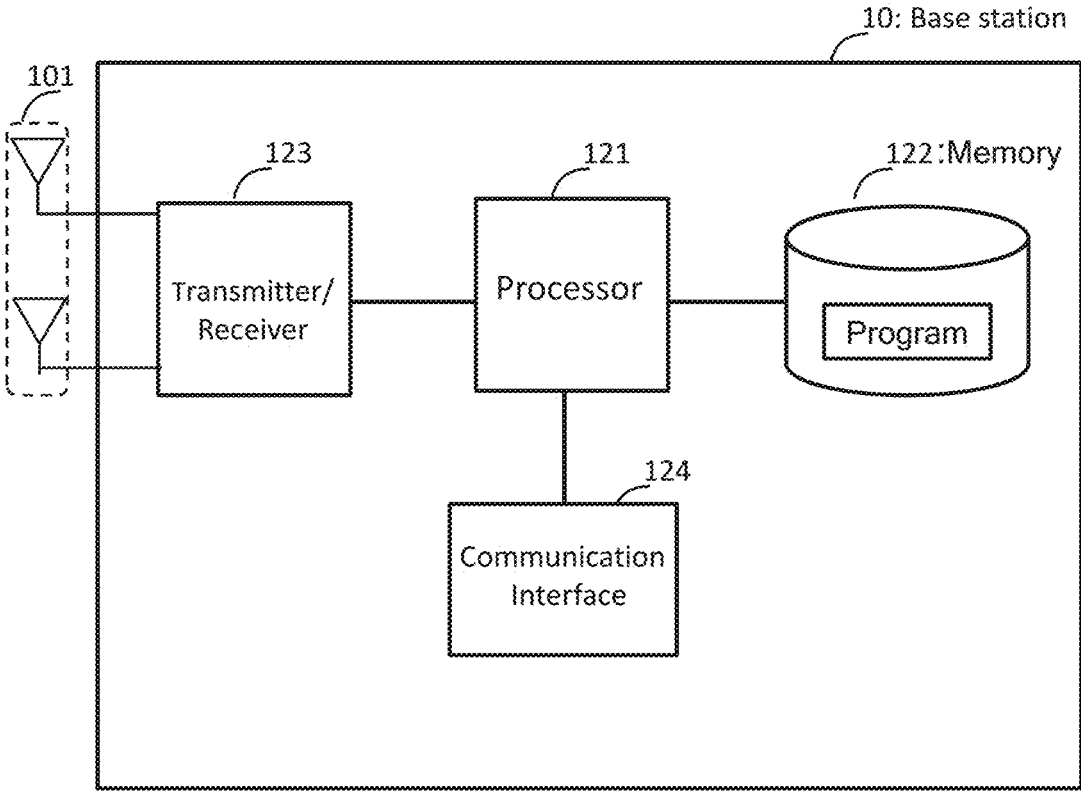 10: Base station
101
123
121
122:Memory
Transmitter/
Receiver
Processor
Program
124
Communication
Interface